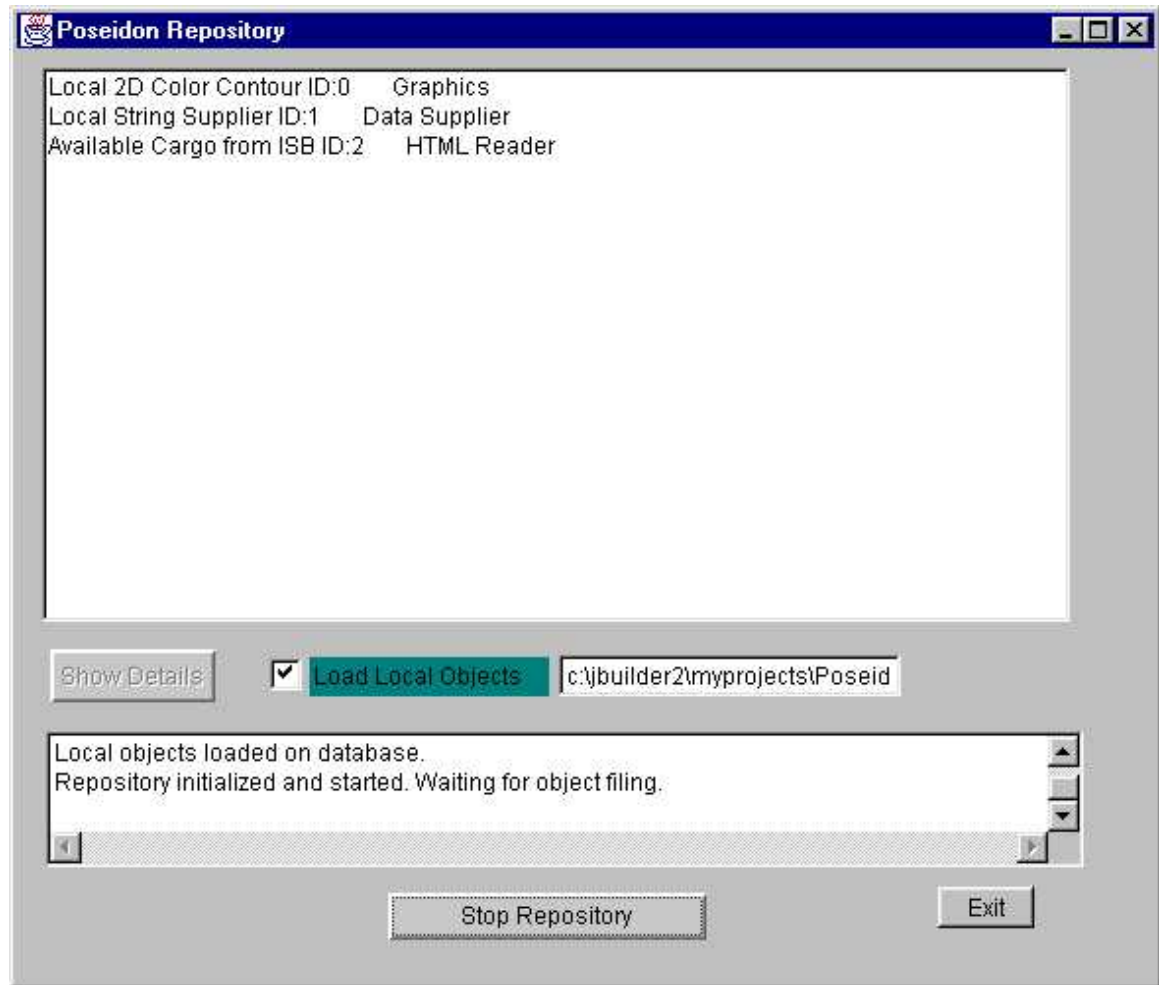 Poseidon Repository
Local 2D Color Contour ID:0 Graphics
Local String Supplier ID:1 Data Supplier
Available Cargo from ISB ID:2 HTML Reader
Show Details
Load Local Objects
c:\jbuilder2\myprojects\Poseid
Local objects loaded on database.
Repository initialized and started. Waiting for object filing.
Stop Repository
Exit